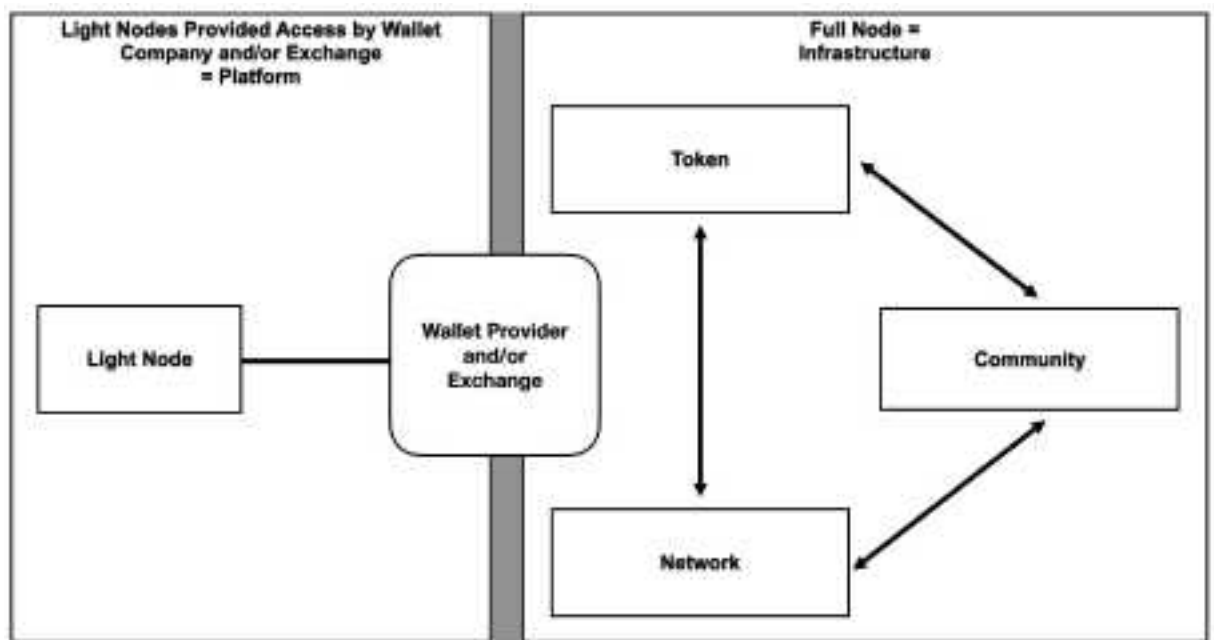 Light Nodes Provided Access by Wallet
Company and/or Exchange
= Platform
Full Node =
Infrastructure
Token
Light Node
Wallet Provider
and/or
Exchange
Community
Network